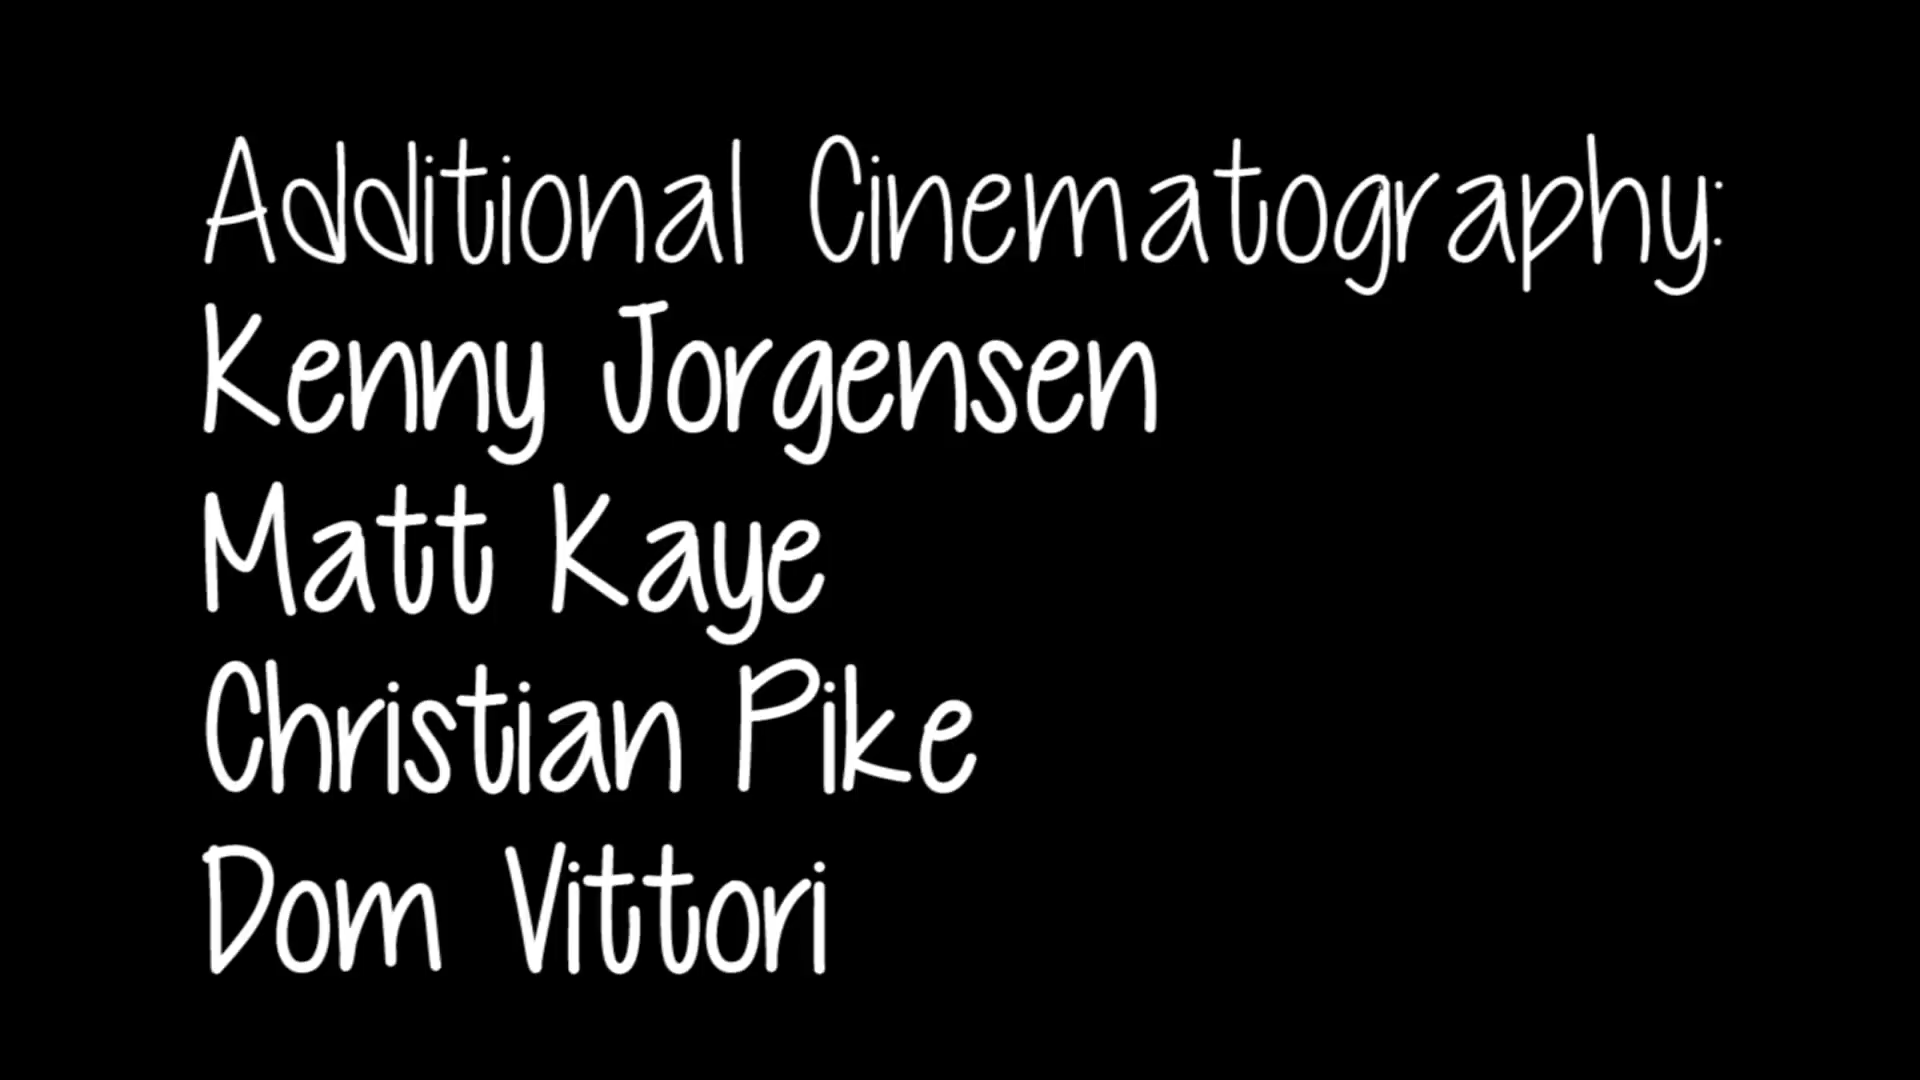 Additional Cinematography:
Kenny Jorgensen
Matt Kaye
Christian Pike
Dom Vittori